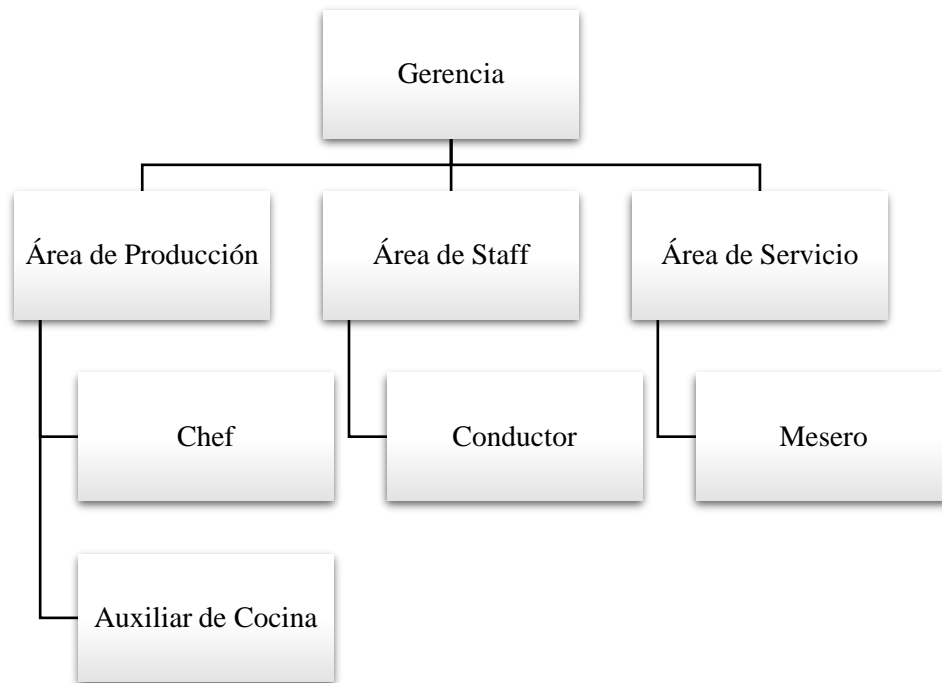 Gerencia
Área de Producción
Área de Staff
Área de Servicio
Chef
Conductor
Mesero
Auxiliar de Cocina